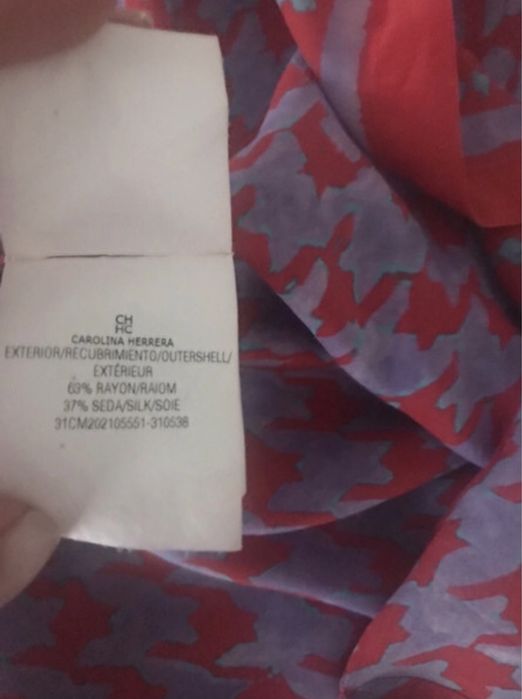 CH
HC
CAROLINA HERRERA
EXTERIOR/RECUBRIMIENTO/OUTERSHELL/
EXTÉRIEUR
63% RAYON/RAIOM
37% SEDA/SILK/SOIE
31CM202105551-310538